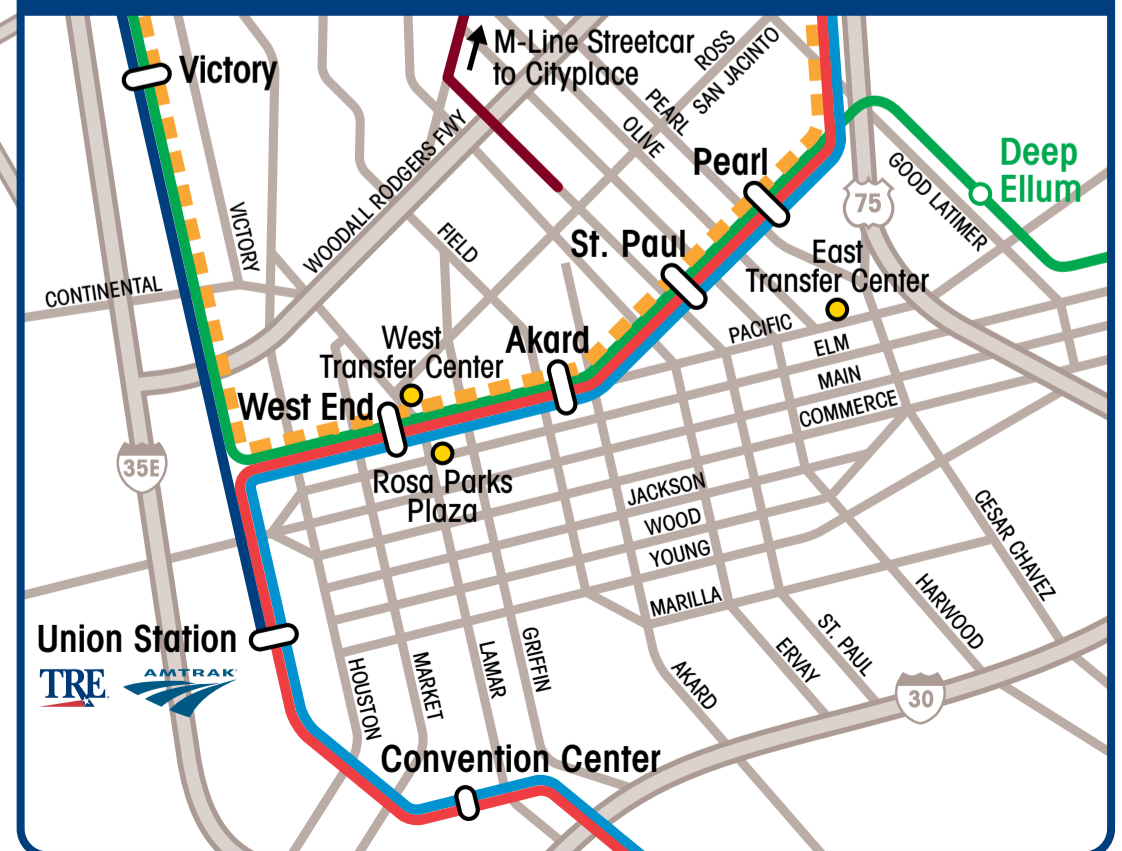 M-Line Streetcar
to Cityplace
ROSS
SAN JACINTO
Victory
PEARL
OLIVE
Pearl
Deep
Ellum
WOODALL RODGERS FWY
GOOD LATIMER
75
VICTORY
FIELD
St. Paul
East
Transfer Center
CONTINENTAL
West
Transfer Center
Akard
PACIFIC
ELM
MAIN
COMMERCE
West End
35E
Rosa Parks
Plaza
JACKSON
WOOD
YOUNG
CESAR CHAVEZ
MARILLA
HARWOOD
Union Station
TRE
AMTRAK
HOUSTON
MARKET
LAMAR
GRIFFIN
AKARD
ERVAY
ST. PAUL
30
Convention Center